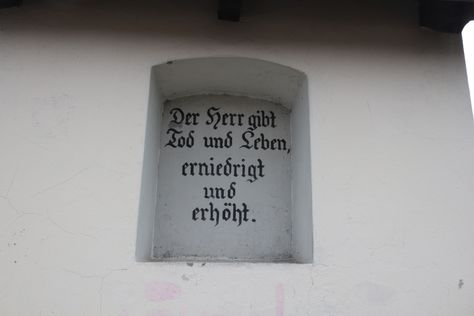 Der Herr gibt
Tod und Leben,
erniedrigt
und
erhöht.